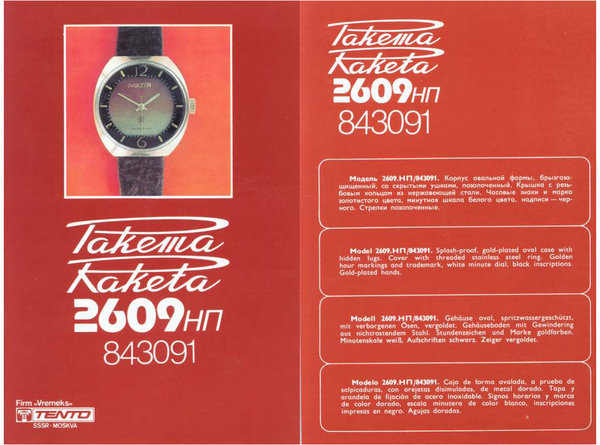 РАКЕТА
Ракета
Raketa
2609НП
843091
Firm «Vremeks»
TENTO
SSSR - MOSKVA
Ракета
Raketa
2609НП
843091
Модель 2609.НП/843091. Корпус овальной формы, брызгоза-
щищенный, со скрытыми ушками, позолоченный. Крышка с резь-
бовым кольцом из нержавеющей стали. Часовые знаки и марка
золотистого цвета, минутная шкала белого цвета, надписи — чер-
ного. Стрелки позолоченные.
Model 2609.НП/843091. Splash-proof, gold-plated oval case with
hidden lugs. Cover with threaded stainless steel ring. Golden
hour markings and trademark, white minute dial, black inscriptions.
Gold-plated hands.
Modell 2609.НП/843091. Gehäuse oval, spritzwassergeschützt,
mit verborgenen Ösen, vergoldet. Gehäuseboden mit Gewindering
aus nichtrostendem Stahl. Stundenzeichen und Marke goldfarben.
Minutenskale weiß, Aufschriften schwarz. Zeiger vergoldet.
Modelo 2609.НП/843091. Caja de forma ovalada, a prueba de
salpicaduras, con orejetas disimuladas, de metal dorado. Tapa y
arandela de fijación de acero inoxidable. Signos horarios y marca
de color dorado, escala minutera de color blanco, inscripciones
impresas en negro. Agujas doradas.